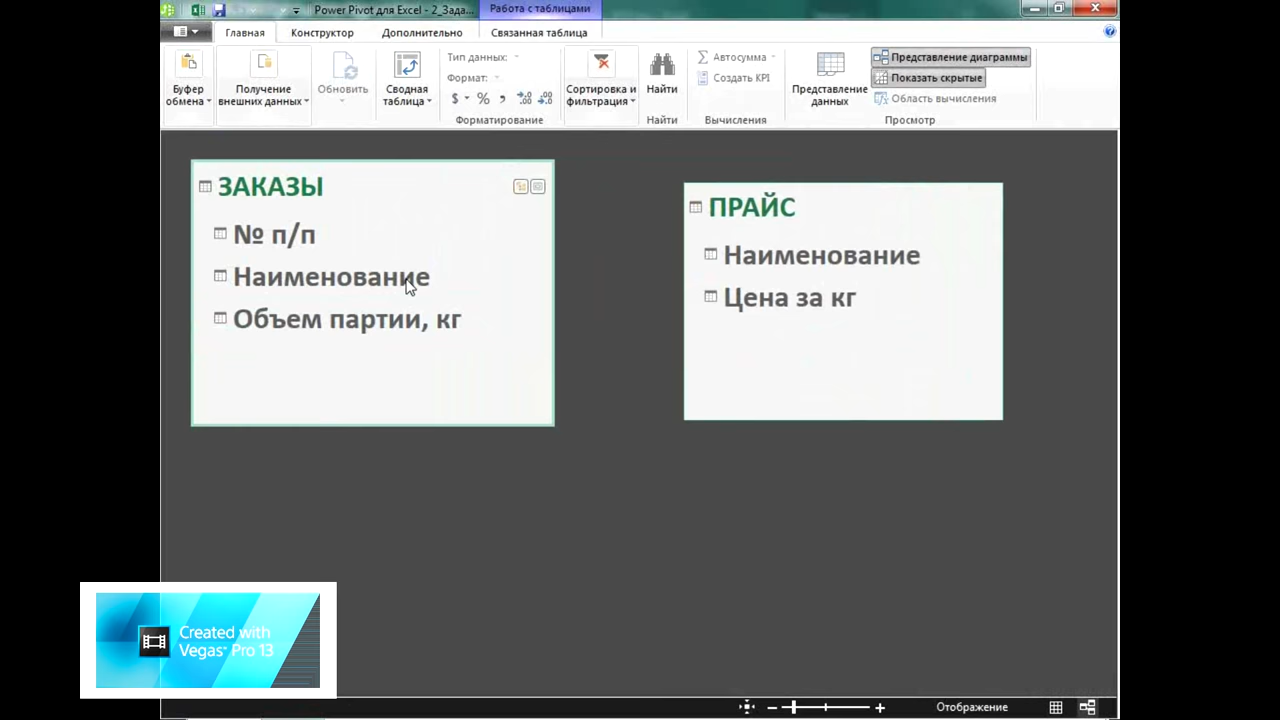 Power Pivot для Excel - 2_Зада...
Работа с таблицами
Главная
Конструктор
Дополнительно
Связанная таблица
Буфер обмена
Получение внешних данных
Обновить
Сводная таблица
Тип данных:
Формат:
$ % ,
Форматирование
Сортировка и фильтрация
Найти
Найти
Автосумма
Создать KPI
Вычисления
Представление данных
Представление диаграммы
Показать скрытые
Область вычисления
Просмотр
ЗАКАЗЫ
№ п/п
Наименование
Объем партии, кг
ПРАЙС
Наименование
Цена за кг
Created with
Vegas Pro 13
Отображение